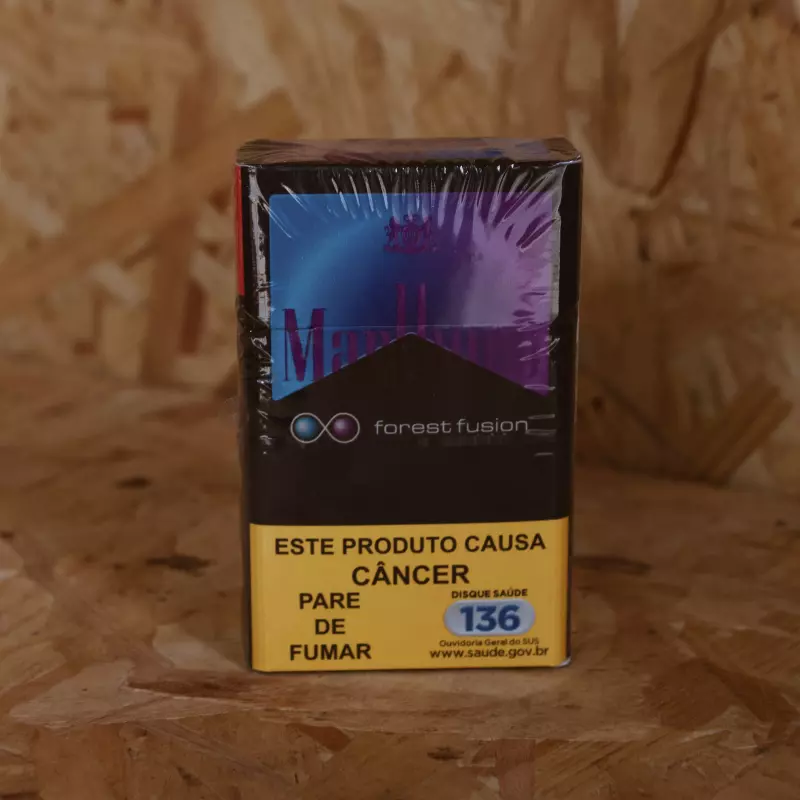 Marlboro
forest fusion
ESTE PRODUTO CAUSA
CÂNCER
PARE
DE
FUMAR
DISQUE SAÚDE
136
Ouvidoria Geral do SUS
www.saude.gov.br